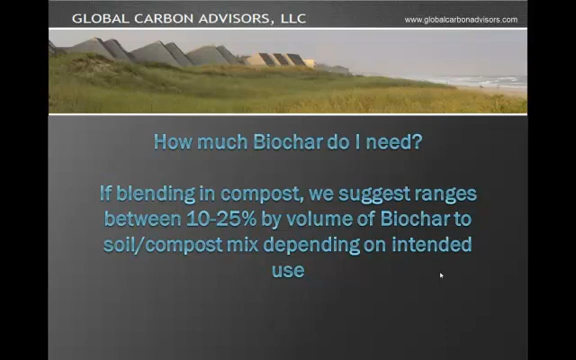 GLOBAL CARBON ADVISORS, LLC
www.globalcarbonadvisors.com
How much Biochar do I need?
If blending in compost, we suggest ranges
between 10-25% by volume of Biochar to
soil/compost mix depending on intended
use